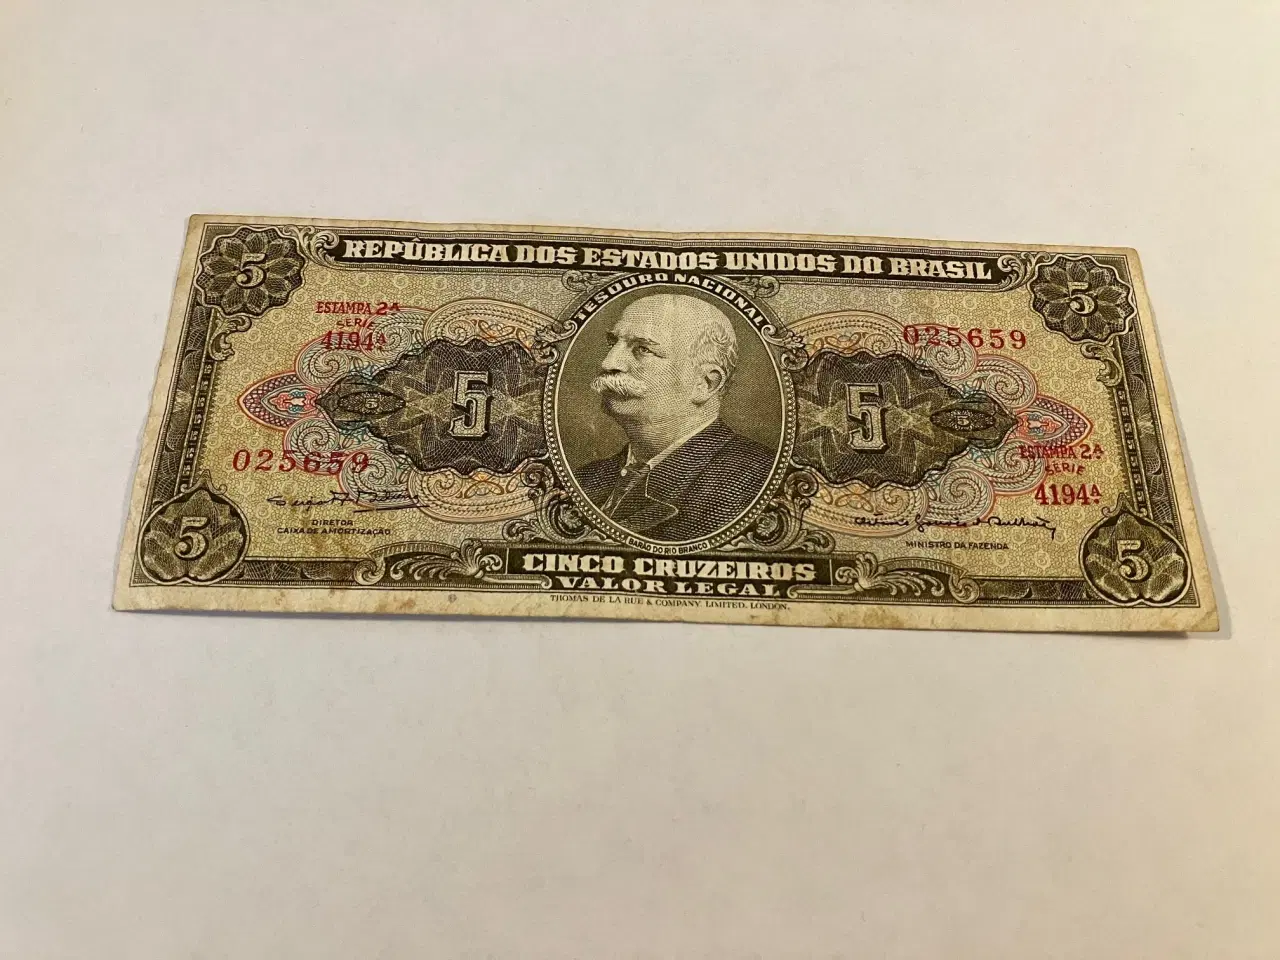 REPÚBLICA DOS ESTADOS UNIDOS DO BRASIL
TESOURO NACIONAL
5
5
ESTAMPA 2ᴬ
SÉRIE
4194ᴬ
025659
5
5
5
5
025659
ESTAMPA 2ᴬ
SÉRIE
4194ᴬ
DIRETOR
CAIXA DE AMORTIZAÇÃO
MINISTRO DA FAZENDA
BARÃO DO RIO BRANCO
5
5
CINCO CRUZEIROS
VALOR LEGAL
THOMAS DE LA RUE & COMPANY, LIMITED, LONDON.